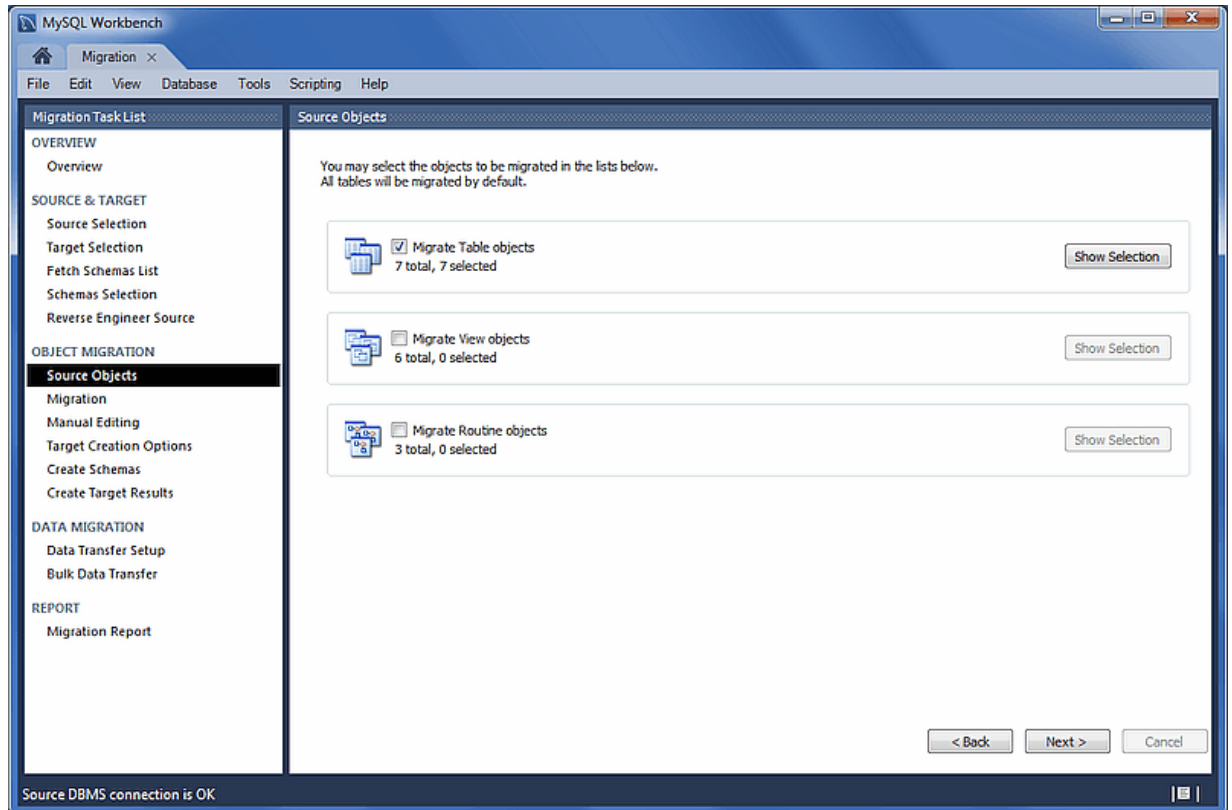 MySQL Workbench
Migration
File Edit View Database Tools Scripting Help
Migration Task List
OVERVIEW
Overview
SOURCE & TARGET
Source Selection
Target Selection
Fetch Schemas List
Schemas Selection
Reverse Engineer Source
OBJECT MIGRATION
Source Objects
Migration
Manual Editing
Target Creation Options
Create Schemas
Create Target Results
DATA MIGRATION
Data Transfer Setup
Bulk Data Transfer
REPORT
Migration Report
Source Objects
You may select the objects to be migrated in the lists below.
All tables will be migrated by default.
Migrate Table objects
7 total, 7 selected
Show Selection
Migrate View objects
6 total, 0 selected
Show Selection
Migrate Routine objects
3 total, 0 selected
Show Selection
< Back Next > Cancel
Source DBMS connection is OK